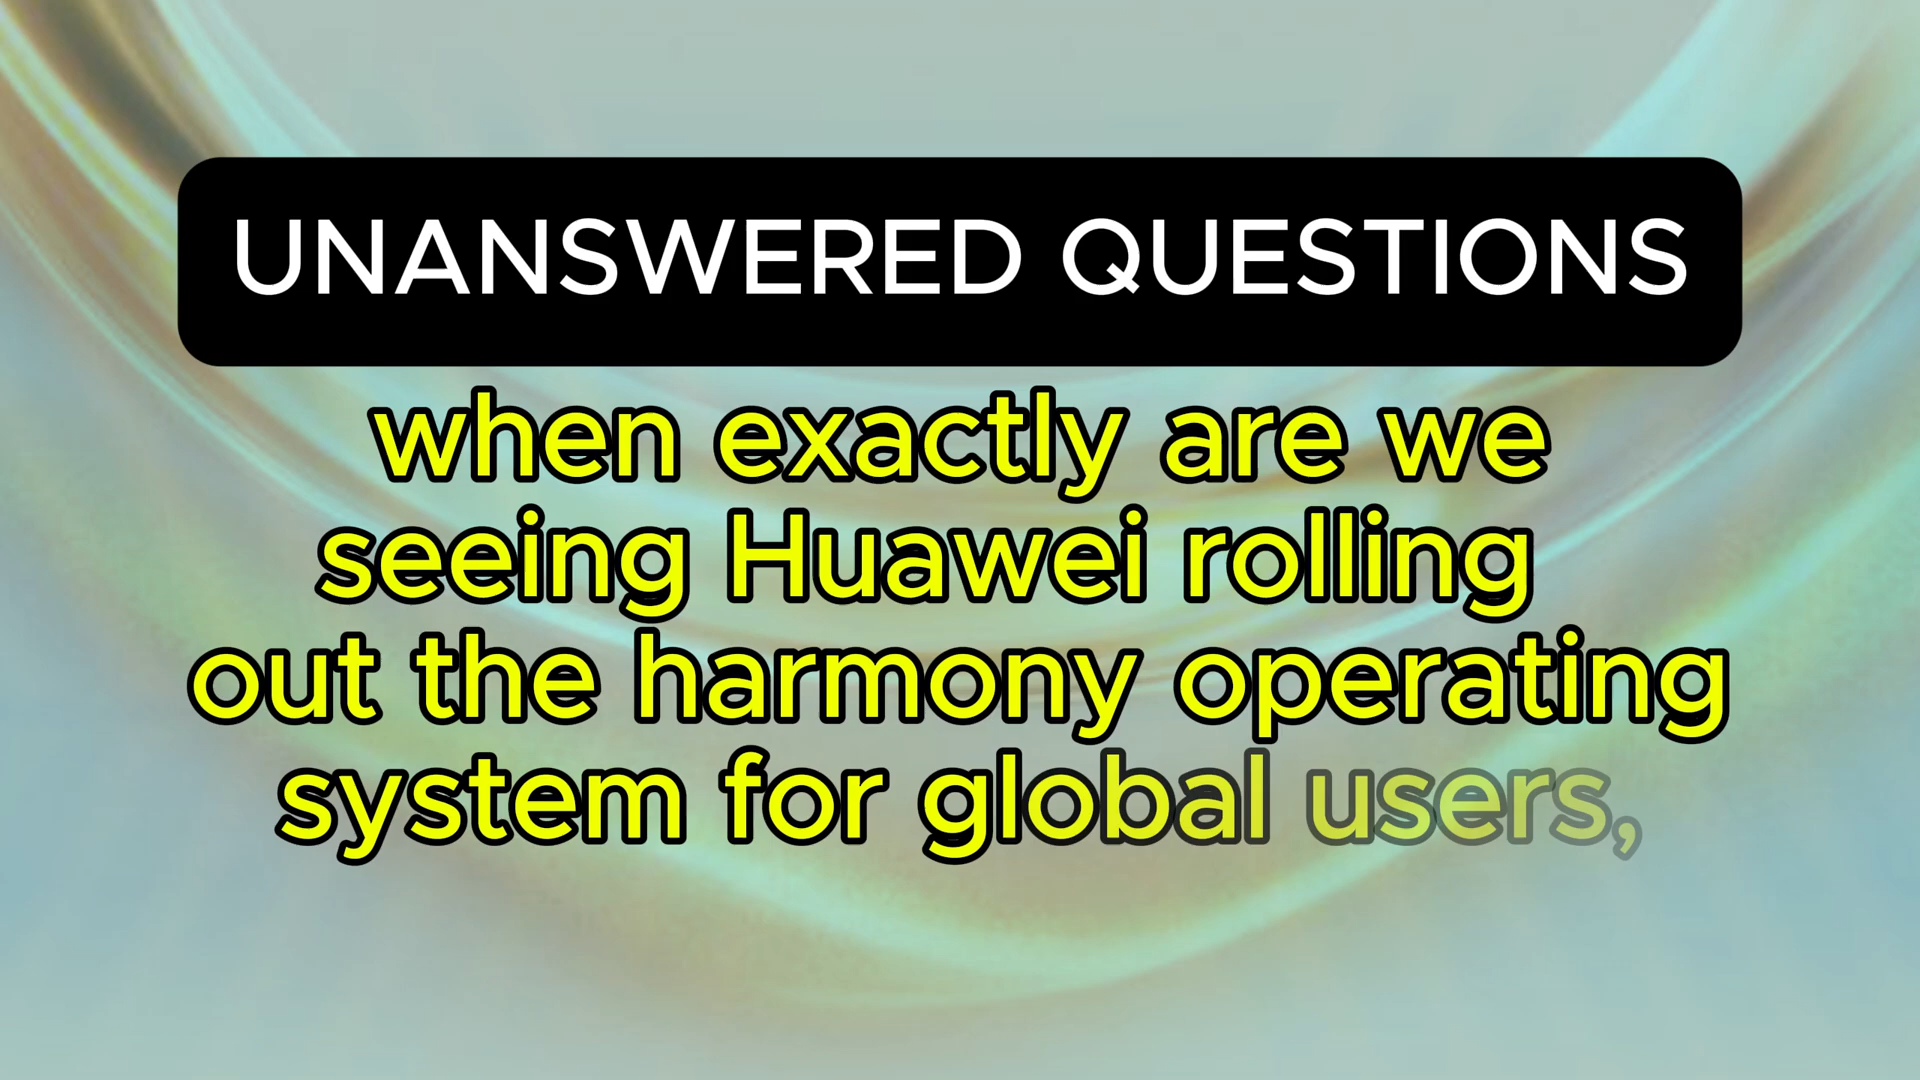 UNANSWERED QUESTIONS
when exactly are we
seeing Huawei rolling
out the harmony operating
system for global users,